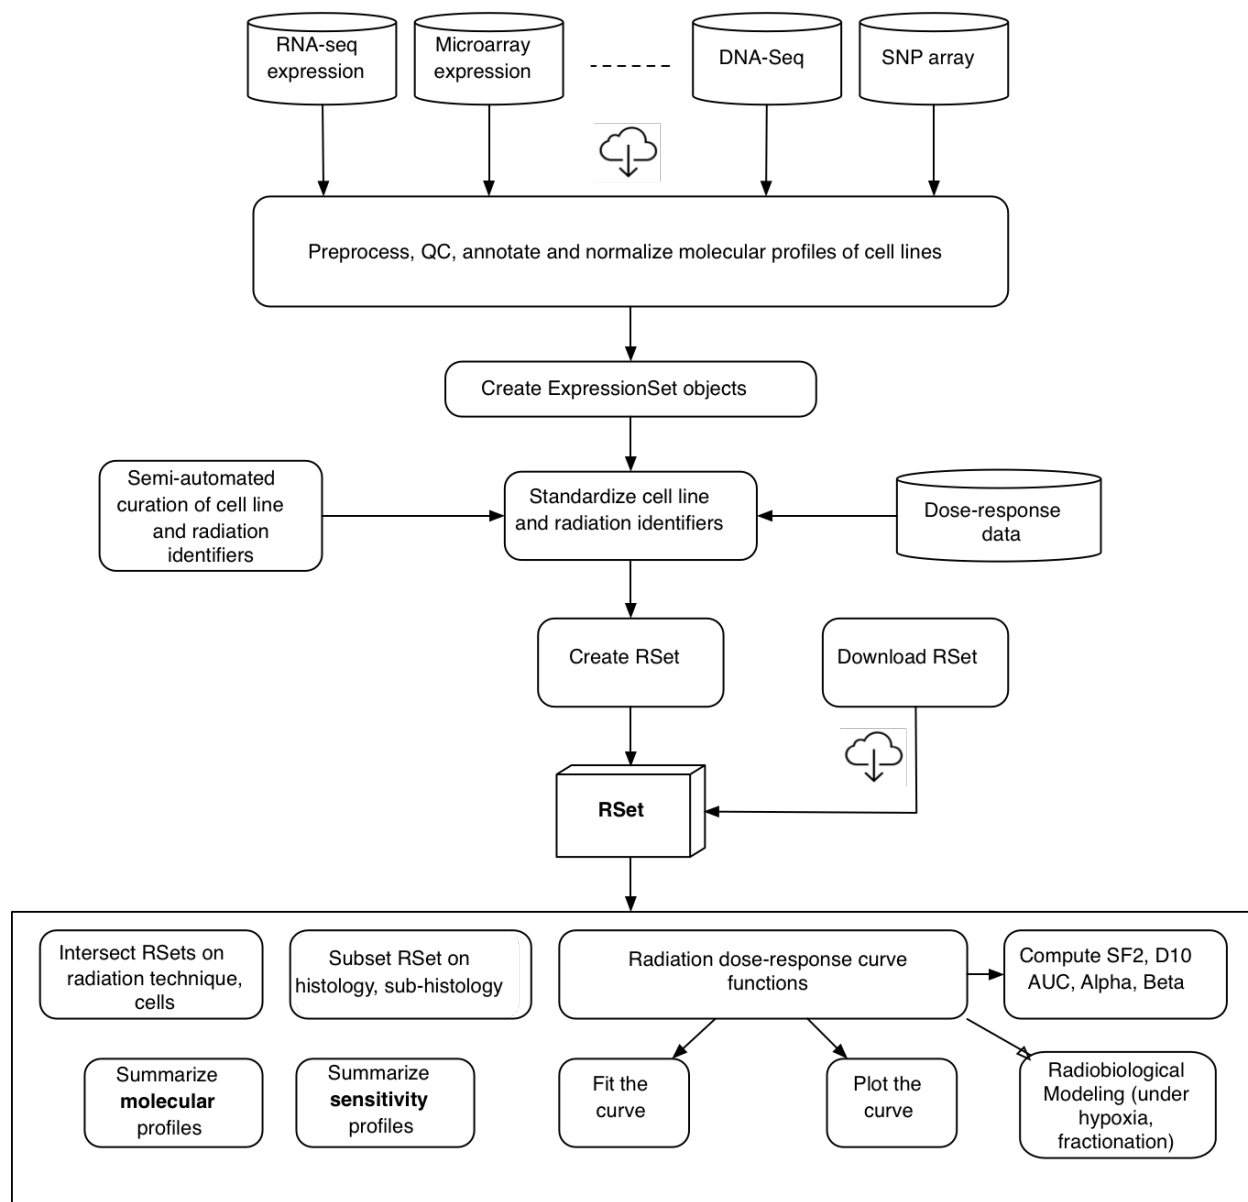 RNA-seq
expression
Microarray
expression
DNA-Seq
SNP array
Preprocess, QC, annotate and normalize molecular profiles of cell lines
Create ExpressionSet objects
Semi-automated
curation of cell line
and radiation
identifiers
Standardize cell line
and radiation identifiers
Dose-response
data
Create RSet
Download RSet
RSet
Intersect RSets on
radiation technique,
cells
Subset RSet on
histology, sub-histology
Radiation dose-response curve
functions
Compute SF2, D10
AUC, Alpha, Beta
Summarize
molecular
profiles
Summarize
sensitivity
profiles
Fit the
curve
Plot the
curve
Radiobiological
Modeling (under
hypoxia,
fractionation)